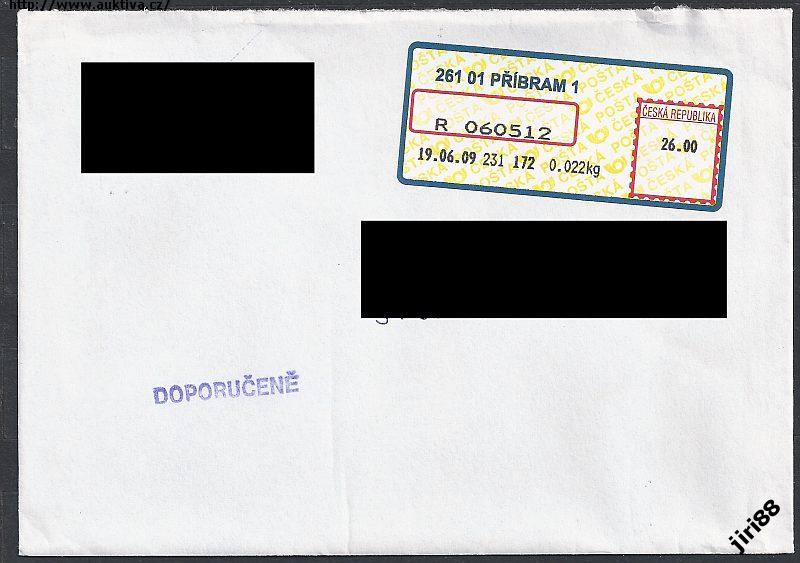 http://www.auktiva.cz/
261 01 PŘÍBRAM 1
R 060512
19.06.09 231 172 0.022kg
ČESKÁ REPUBLIKA
26.00
DOPORUČENĚ
jiri88